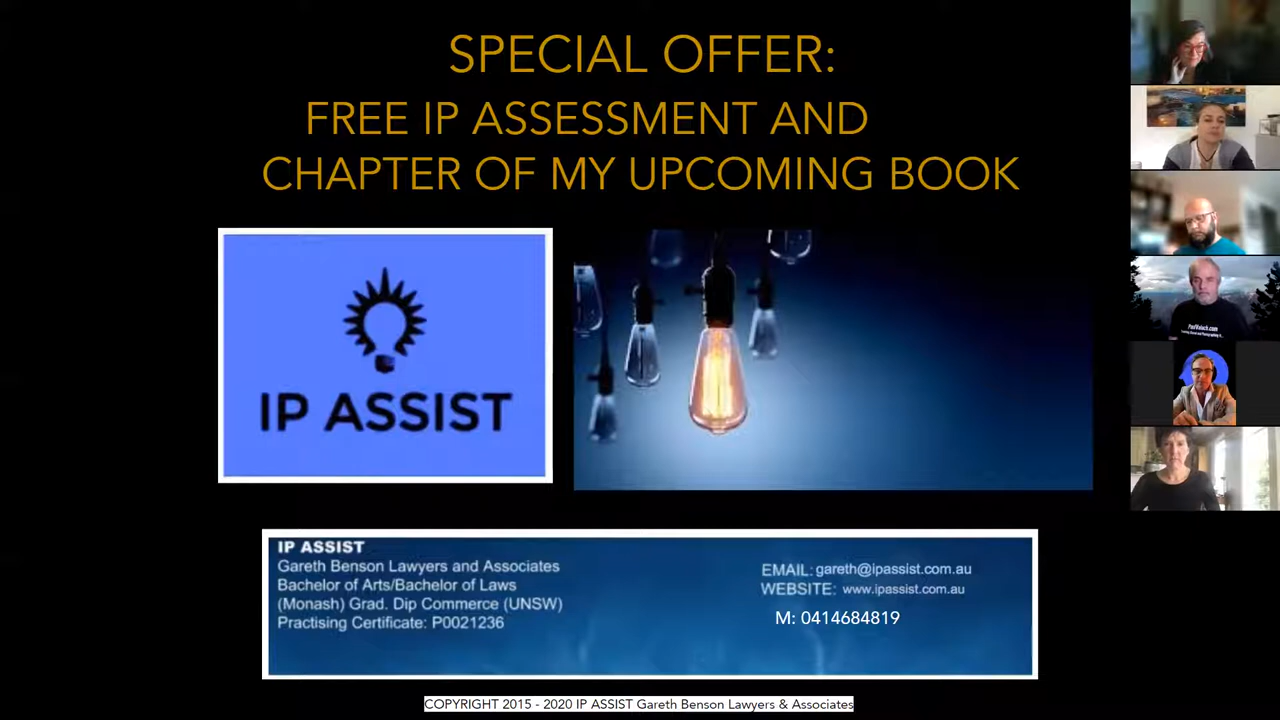 SPECIAL OFFER:
FREE IP ASSESSMENT AND
CHAPTER OF MY UPCOMING BOOK
IP ASSIST
IP ASSIST
Gareth Benson Lawyers and Associates
Bachelor of Arts/Bachelor of Laws
(Monash) Grad. Dip Commerce (UNSW)
Practising Certificate: P0021236
EMAIL: gareth@ipassist.com.au
WEBSITE: www.ipassist.com.au
M: 0414684819
COPYRIGHT 2015 - 2020 IP ASSIST Gareth Benson Lawyers & Associates